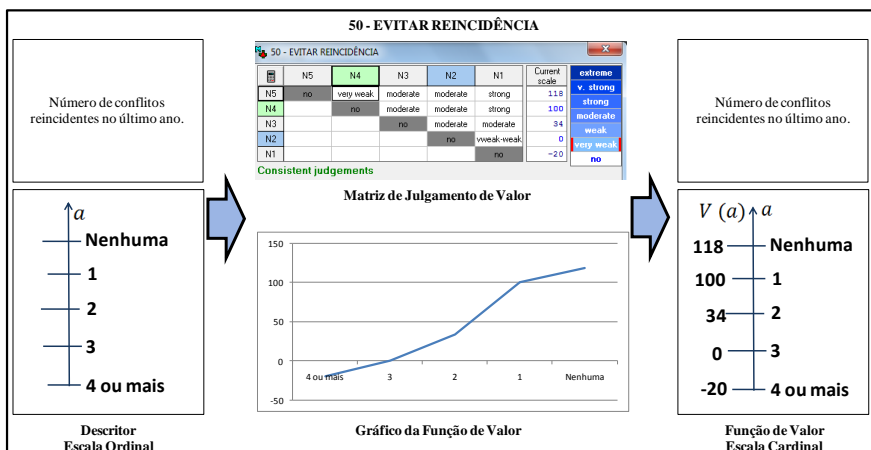 50 - EVITAR REINCIDÊNCIA
Número de conflitos
reincidentes no último ano.
a
Nenhuma
1
2
3
4 ou mais
Descritor
Escala Ordinal
50 - EVITAR REINCIDÊNCIA
N5 N4 N3 N2 N1 Current scale
N5 no very weak moderate moderate strong 118
N4 no moderate moderate strong 100
N3 no moderate moderate 34
N2 no vweak-weak 0
N1 no -20
extreme
v. strong
strong
moderate
weak
very weak
no
Consistent judgements
Matriz de Julgamento de Valor
150
100
50
0
-50
4 ou mais 3 2 1 Nenhuma
Gráfico da Função de Valor
Número de conflitos
reincidentes no último ano.
V (a) a
118 Nenhuma
100 1
34 2
0 3
-20 4 ou mais
Função de Valor
Escala Cardinal